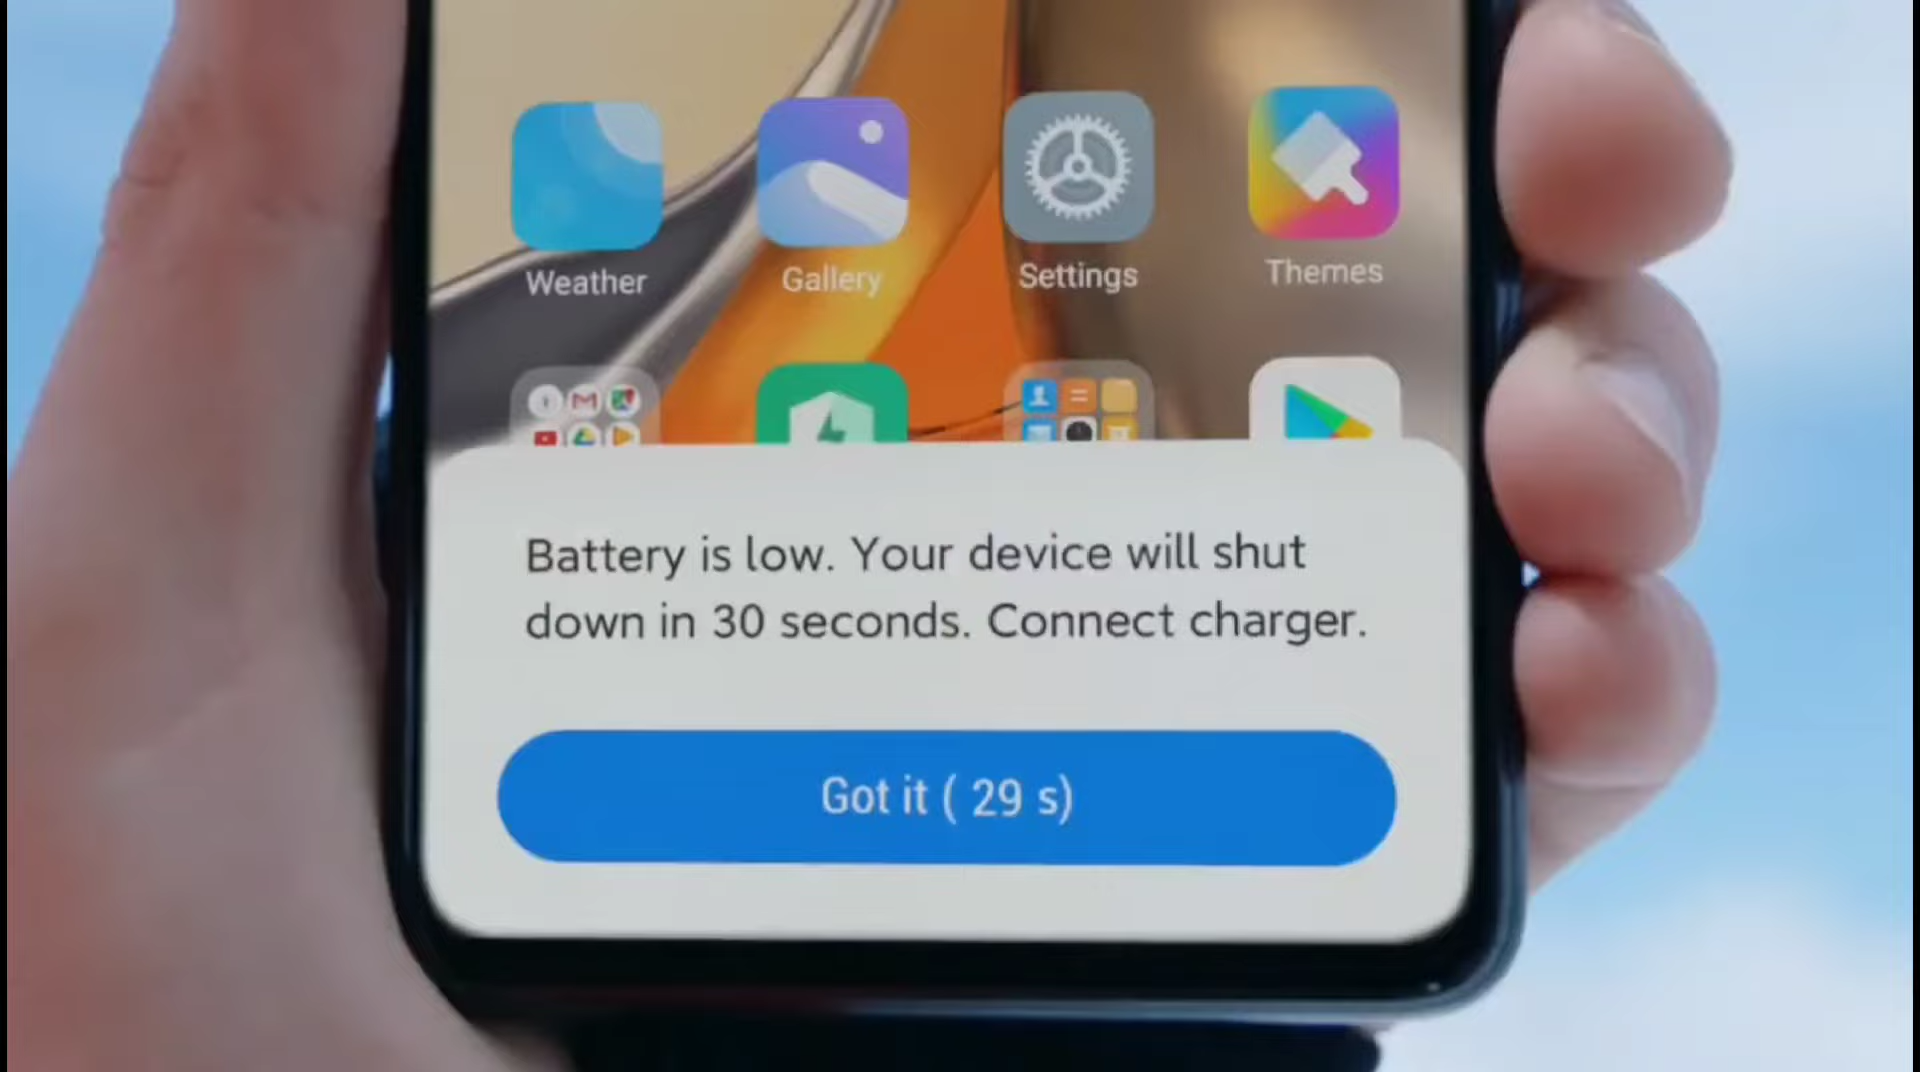 Weather Gallery Settings Themes
Battery is low. Your device will shut
down in 30 seconds. Connect charger.
Got it ( 29 s)